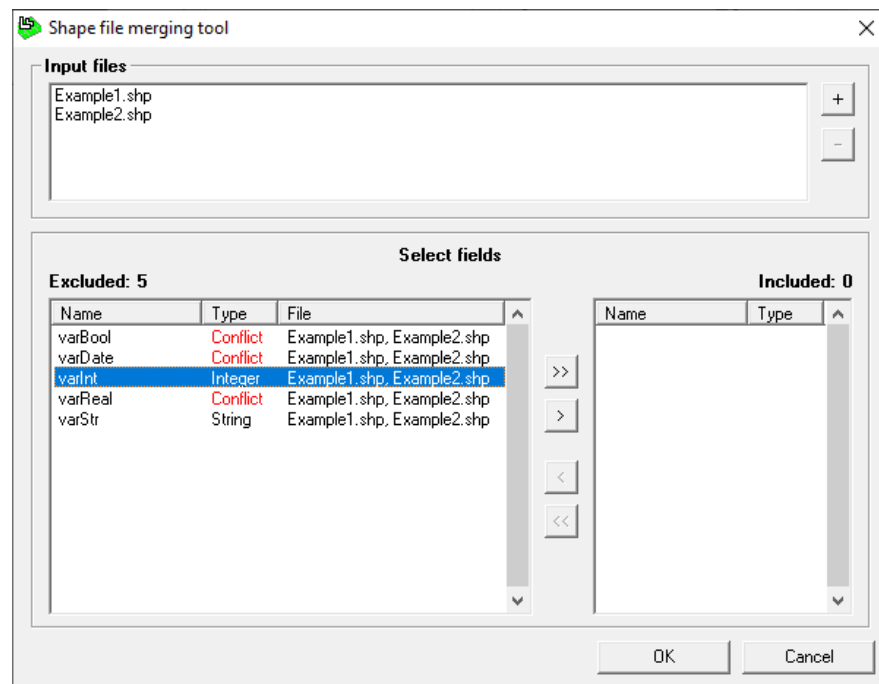 Shape file merging tool
Input files
Example1.shp
Example2.shp
+
-
Select fields
Excluded: 5
Included: 0
Name Type File
varBool Conflict Example1.shp, Example2.shp
varDate Conflict Example1.shp, Example2.shp
varInt Integer Example1.shp, Example2.shp
varReal Conflict Example1.shp, Example2.shp
varStr String Example1.shp, Example2.shp
>>
>
<
<<
Name Type
OK Cancel